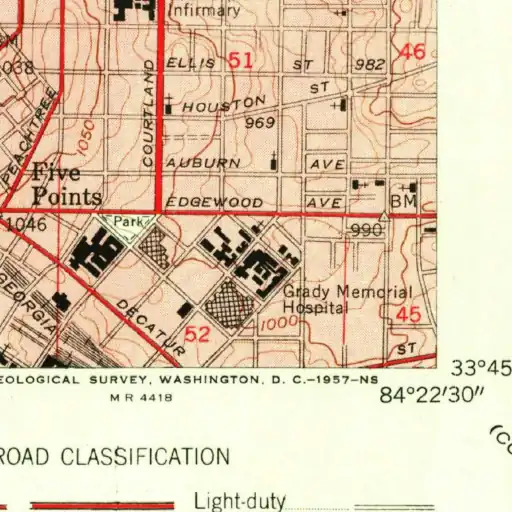 Infirmary
51
46
038
ELLIS ST 982
HOUSTON ST
969
PEACHTREE
1050
COURTLAND
AUBURN AVE
Five
Points
EDGEWOOD AVE
BM
1046
Park
990
GEORGIA
DECATUR
Grady Memorial
Hospital
52
1000
45
ST
EOLOGICAL SURVEY, WASHINGTON, D. C.–1957–NS
M R 4418
33°45
84°22′30″
ROAD CLASSIFICATION
Light-duty